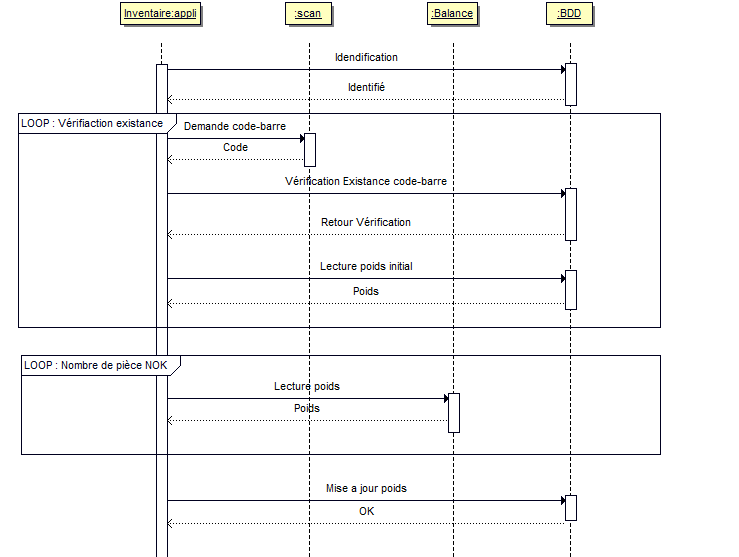 Inventaire:appli
:scan
:Balance
:BDD
Idendification
Identifié
LOOP : Vérifiaction existance
Demande code-barre
Code
Vérification Existance code-barre
Retour Vérification
Lecture poids initial
Poids
LOOP : Nombre de pièce NOK
Lecture poids
Poids
Mise a jour poids
OK